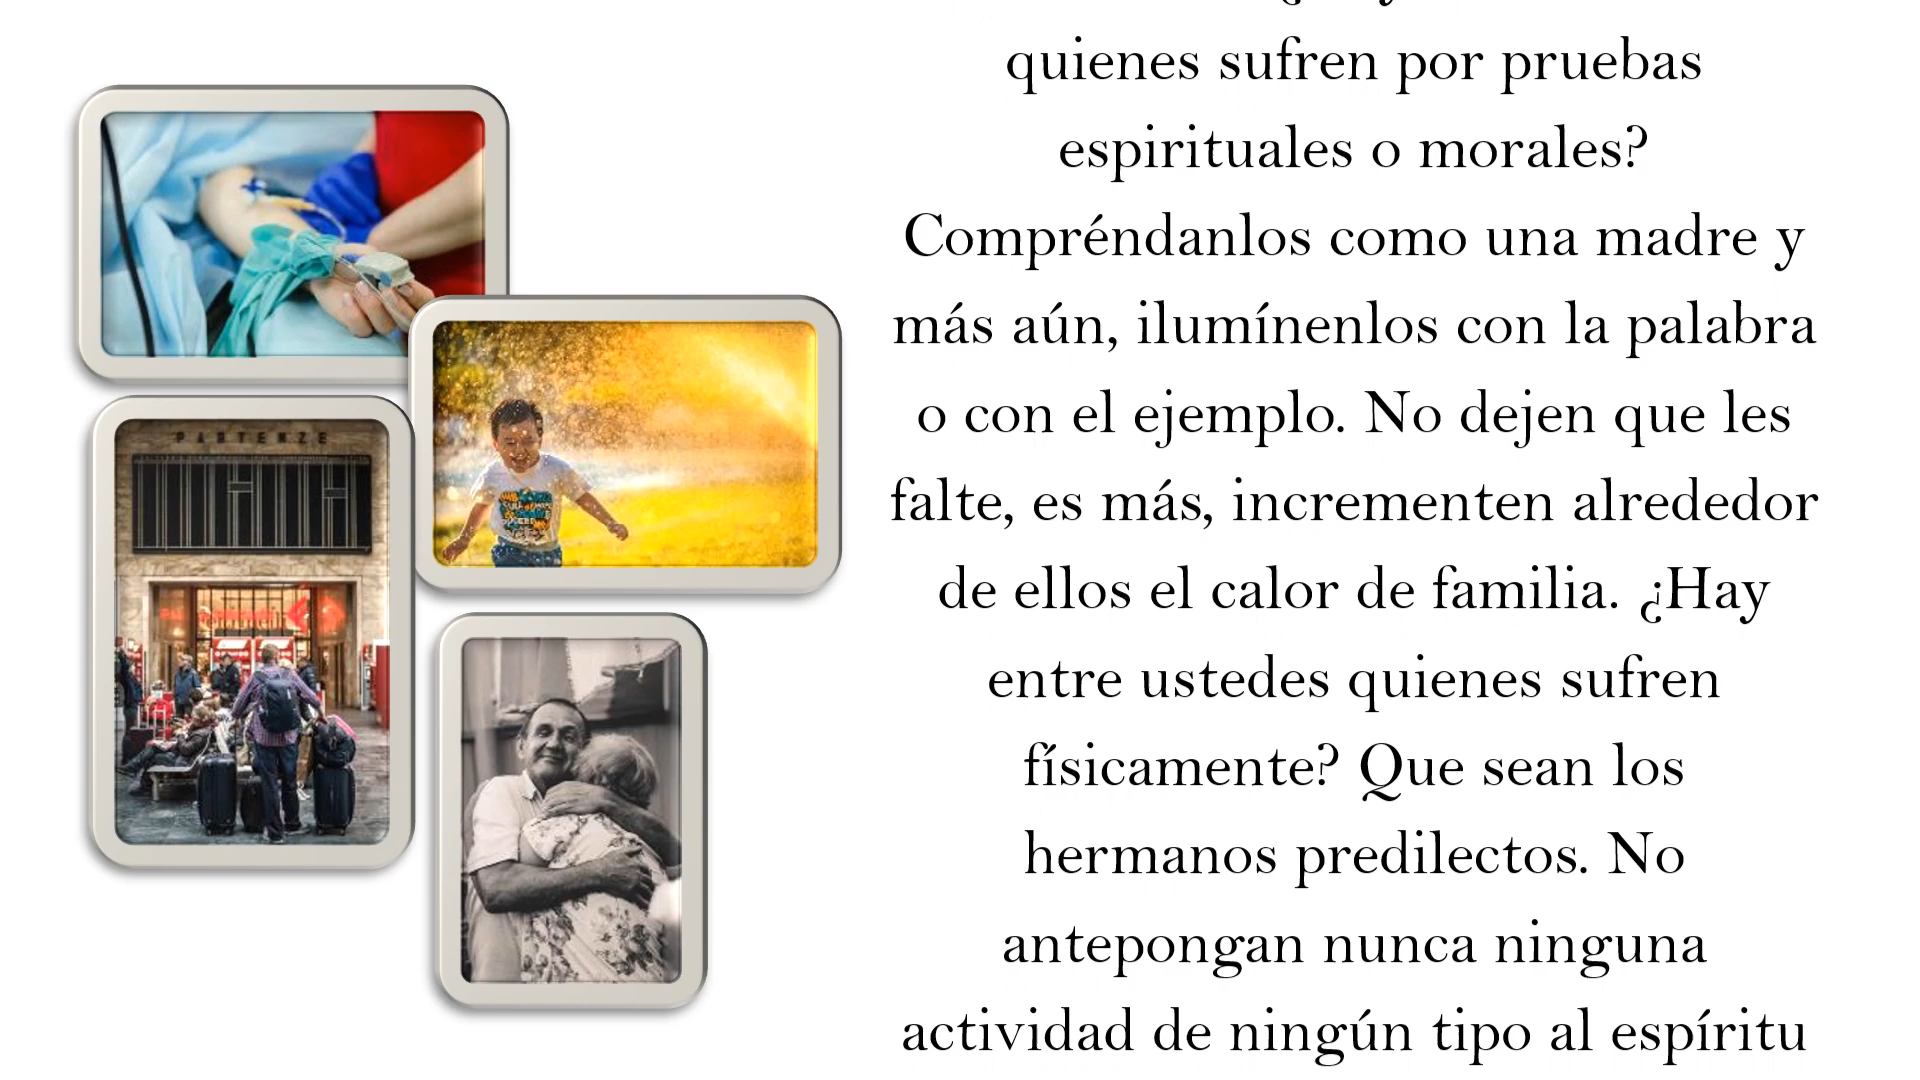 PARTENZE
quienes sufren por pruebas
espirituales o morales?
Compréndanlos como una madre y
más aún, ilumínenlos con la palabra
o con el ejemplo. No dejen que les
falte, es más, incrementen alrededor
de ellos el calor de familia. ¿Hay
entre ustedes quienes sufren
físicamente? Que sean los
hermanos predilectos. No
antepongan nunca ninguna
actividad de ningún tipo al espíritu